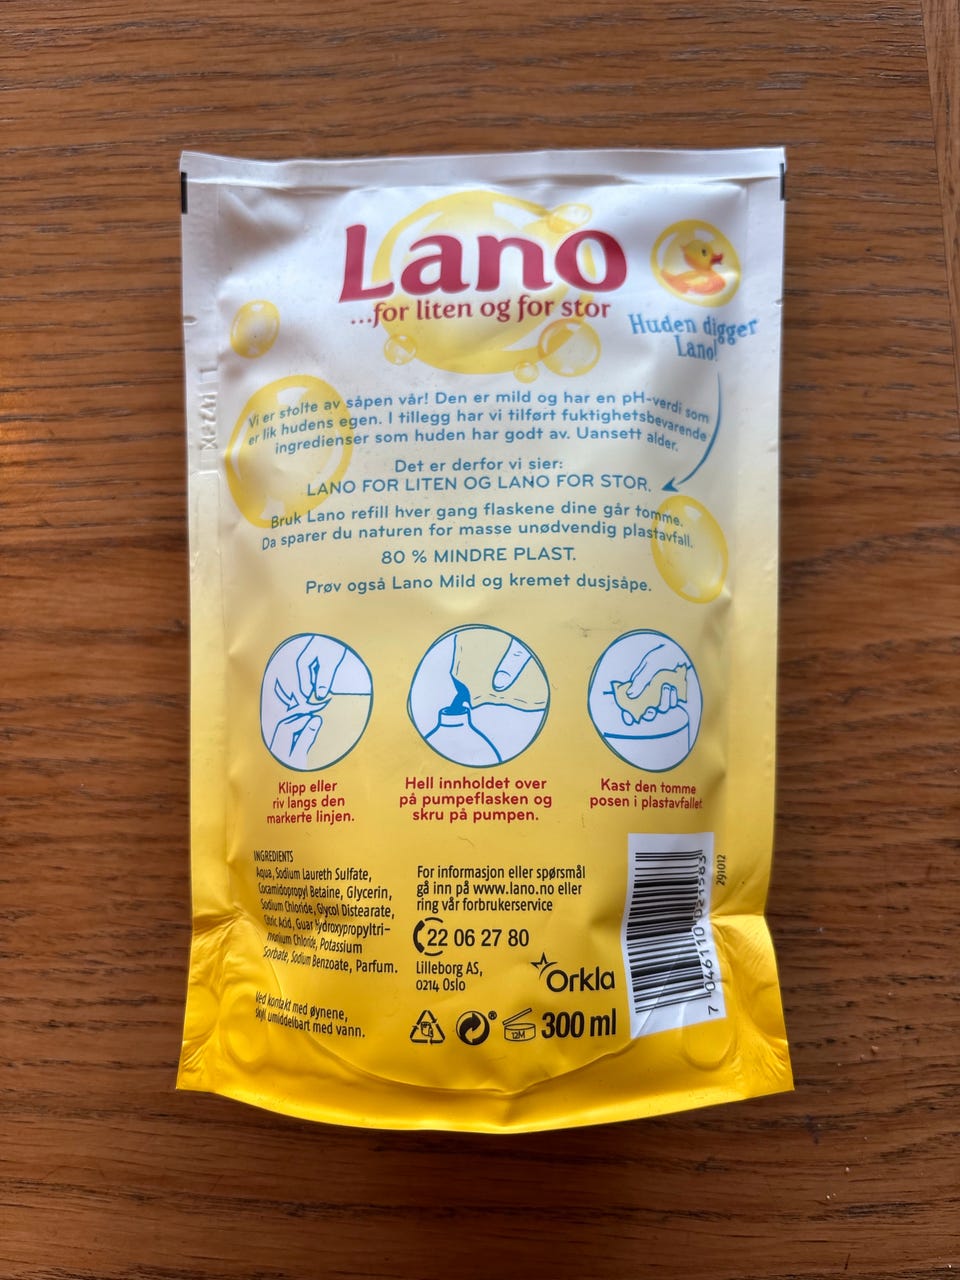 Lano
...for liten og for stor
Huden digger
Lano!
Vi er stolte av såpen vår! Den er mild og har en pH-verdi som
er lik hudens egen. I tillegg har vi tilført fuktighetsbevarende
ingredienser som huden har godt av. Uansett alder.
Det er derfor vi sier:
LANO FOR LITEN OG LANO FOR STOR.
Bruk Lano refill hver gang flaskene dine går tomme.
Da sparer du naturen for masse unødvendig plastavfall.
80 % MINDRE PLAST.
Prøv også Lano Mild og kremet dusjsåpe.
Klipp eller
riv langs den
markerte linjen.
Hell innholdet over
på pumpeflasken og
skru på pumpen.
Kast den tomme
posen i plastavfallet
INGREDIENTS
Aqua, Sodium Laureth Sulfate,
Cocamidopropyl Betaine, Glycerin,
Sodium Chloride, Glycol Distearate,
Citric Acid, Guar Hydroxypropyltri-
monium Chloride, Potassium
Sorbate, Sodium Benzoate, Parfum.
Ved kontakt med øynene,
skyll umiddelbart med vann.
For informasjon eller spørsmål
gå inn på www.lano.no eller
ring vår forbrukerservice
22 06 27 80
Lilleborg AS,
0214 Oslo
Orkla
12M
300 ml
291012